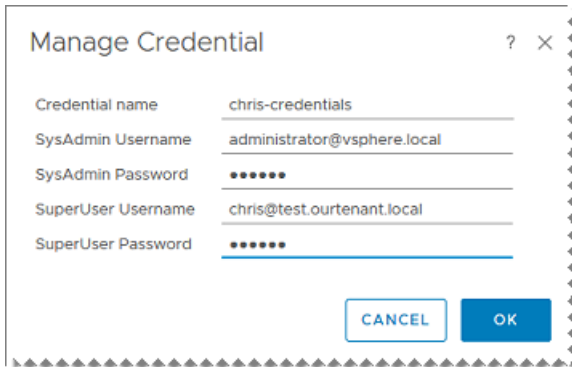 Manage Credential ? ×
Credential name chris-credentials
SysAdmin Username administrator@vsphere.local
SysAdmin Password ••••••
SuperUser Username chris@test.ourtenant.local
SuperUser Password ••••••
CANCEL OK